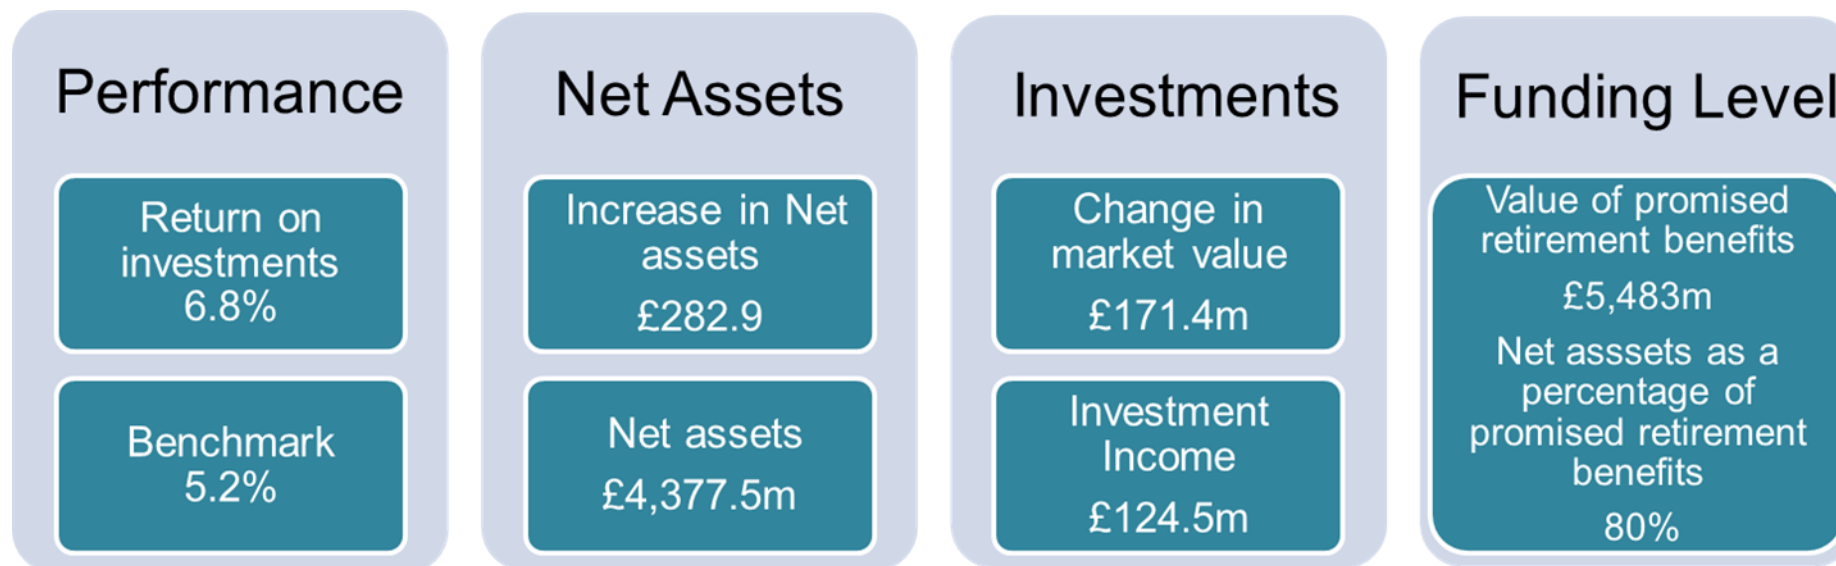 Performance
Return on
investments
6.8%
Benchmark
5.2%
Net Assets
Increase in Net
assets
£282.9
Net assets
£4,377.5m
Investments
Change in
market value
£171.4m
Investment
Income
£124.5m
Funding Level
Value of promised
retirement benefits
£5,483m
Net asssets as a
percentage of
promised retirement
benefits
80%